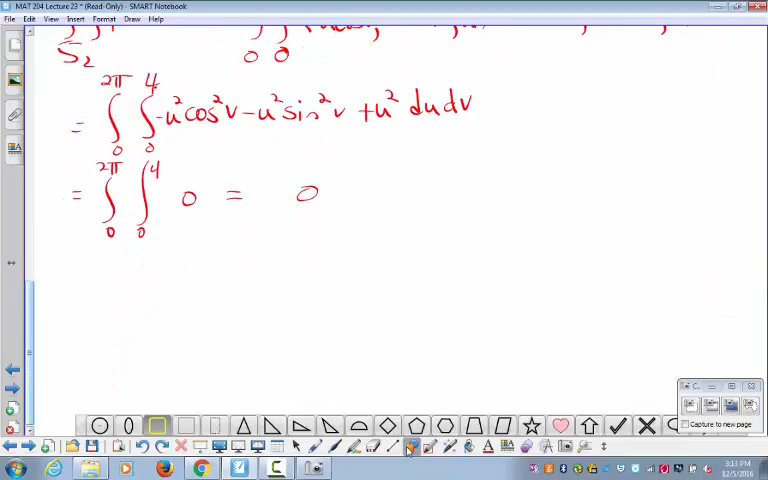 MAT 204 Lecture 23 * (Read-Only) - SMART Notebook
File Edit View Insert Format Draw Help
S₂ 0 0
= ∫₀^{2π} ∫₀^4 -u²cos²v - u²sin²v + u² du dv
= ∫₀^{2π} ∫₀^4 0 = 0
Capture to new page
3:13 PM
12/5/2016